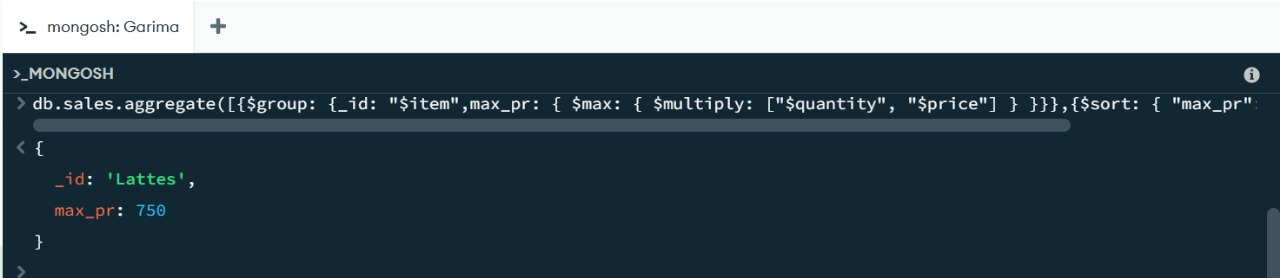 >_ mongosh: Garima +
>_MONGOSH
> db.sales.aggregate([{$group: {_id: "$item",max_pr: { $max: { $multiply: ["$quantity", "$price"] } }}},{$sort: { "max_pr":
< {
_id: 'Lattes',
max_pr: 750
}
>